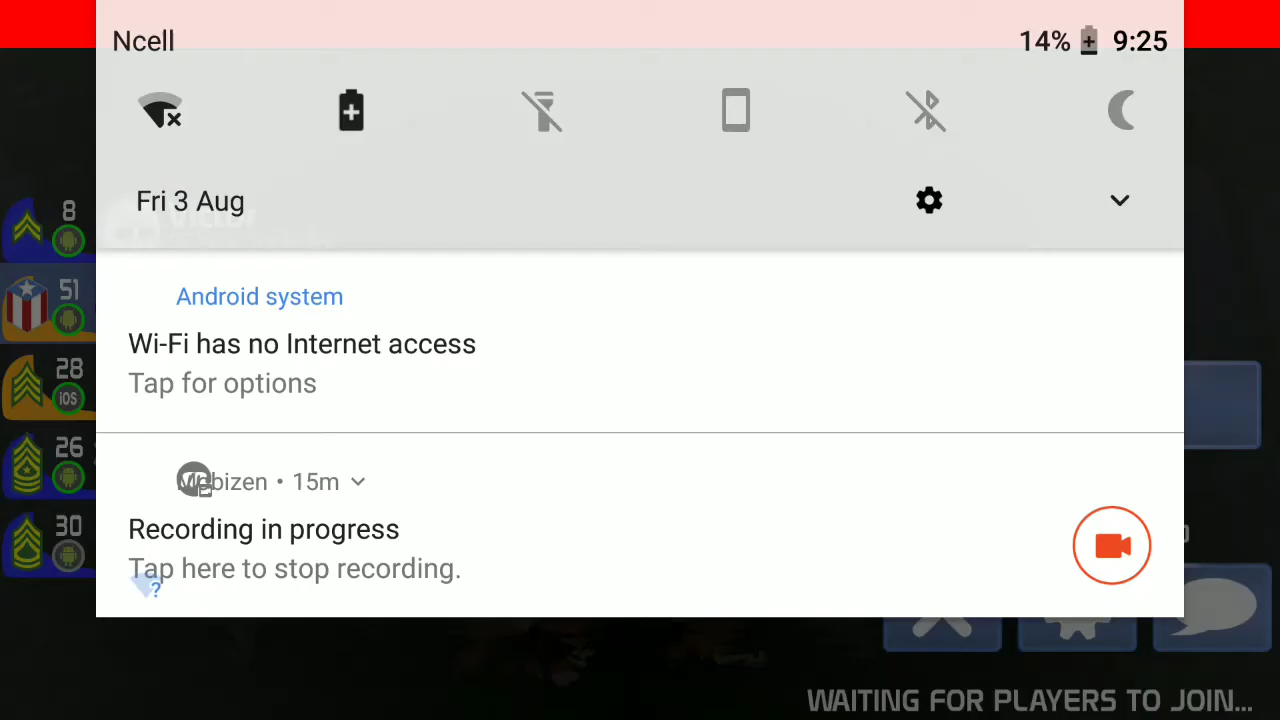 Ncell
14% 9:25
Fri 3 Aug
8
Android system
51
Wi-Fi has no Internet access
28
Tap for options
iOS
26
Mobizen • 15m
30
Recording in progress
Tap here to stop recording.
?
WAITING FOR PLAYERS TO JOIN...